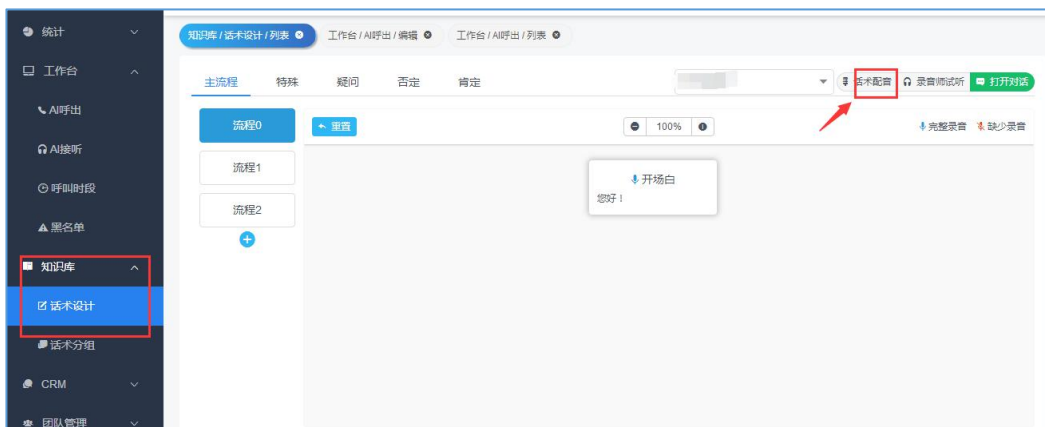 统计
知识库 / 话术设计 / 列表
工作台 / AI呼出 / 编辑
工作台 / AI呼出 / 列表
工作台
主流程
特殊
疑问
否定
肯定
话术配音
录音师试听
打开对话
AI呼出
流程0
重置
100%
完整录音
缺少录音
AI接听
流程1
开场白
呼叫时段
您好！
流程2
黑名单
知识库
话术设计
话术分组
CRM
团队管理